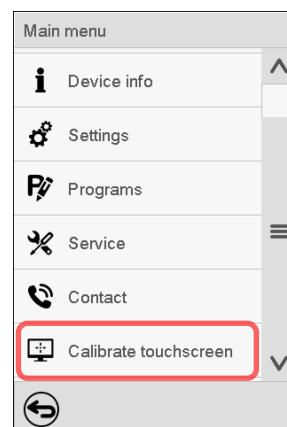 Main menu
Device info
Settings
Programs
Service
Contact
Calibrate touchscreen